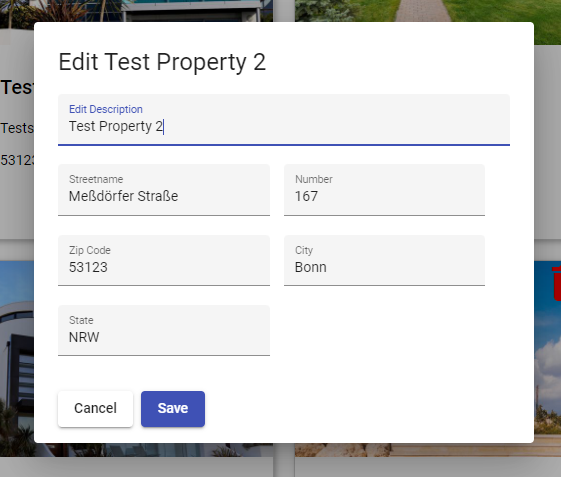 Edit Test Property 2
Edit Description
Test Property 2
Streetname
Number
Meßdörfer Straße
167
Zip Code
City
53123
Bonn
State
NRW
Cancel
Save
Test
Tests
5312